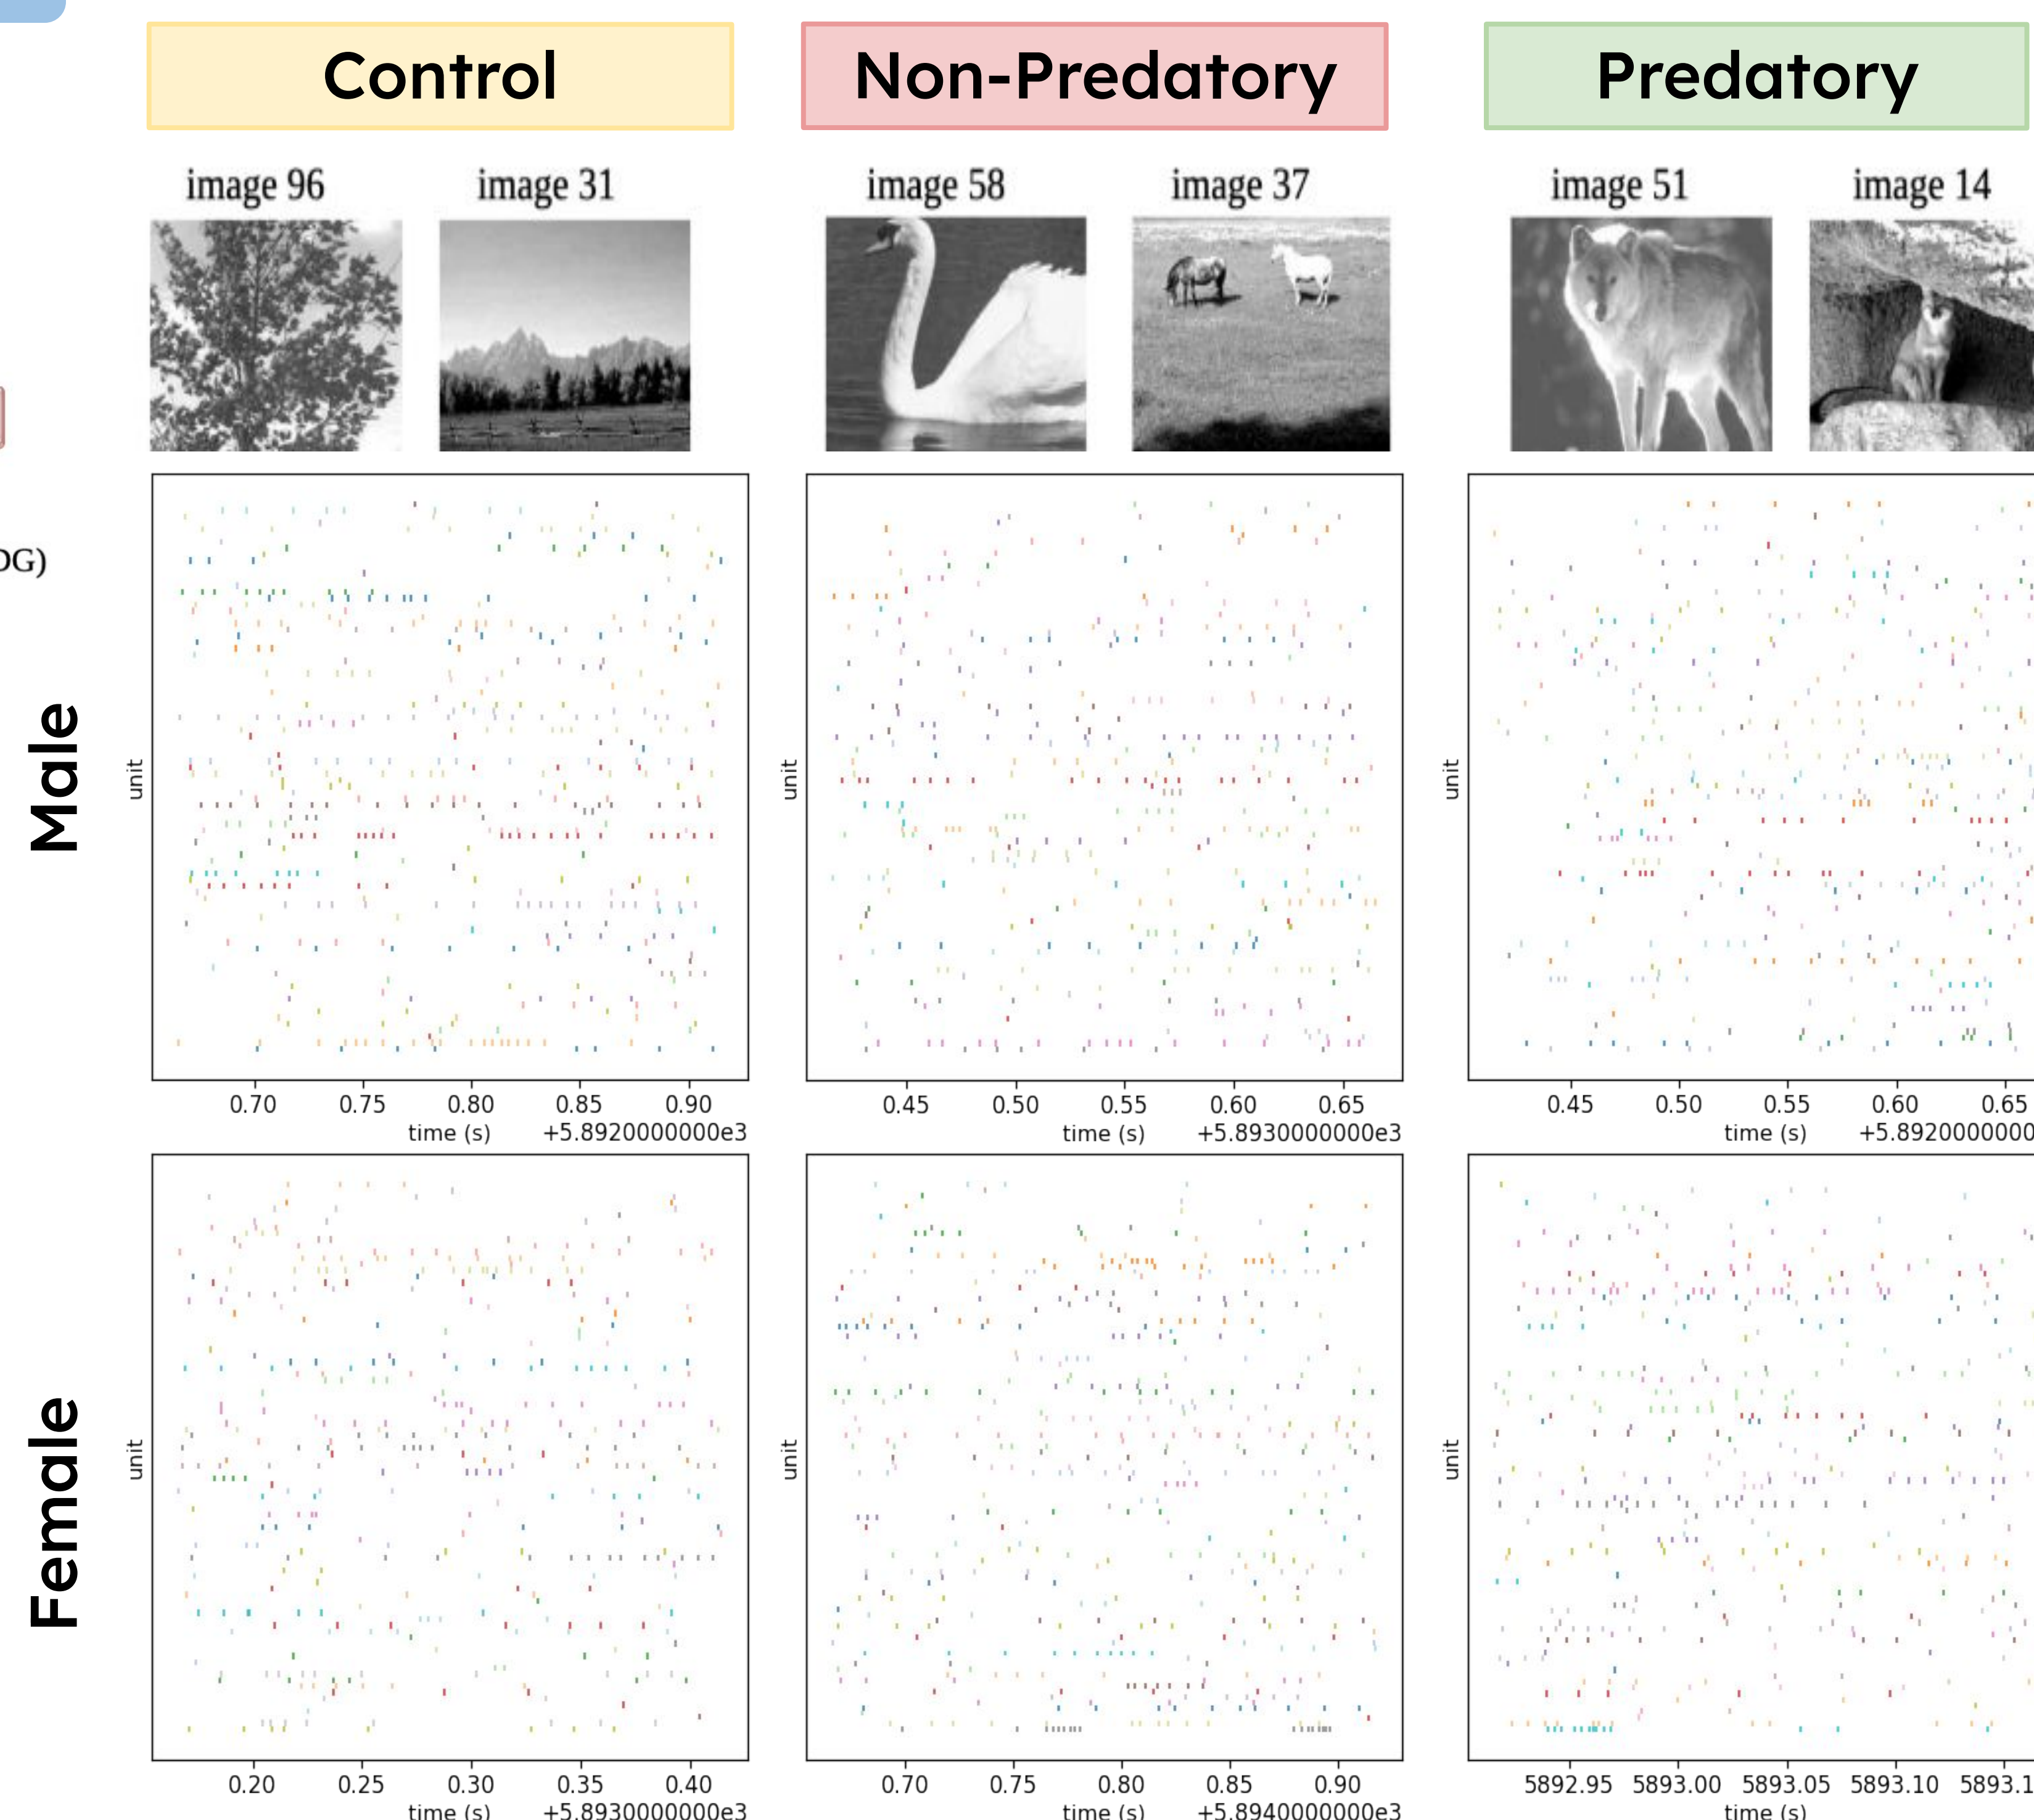 Control
Non-Predatory
Predatory
image 96
image 31
image 58
image 37
image 51
image 14
DG)
Male
unit
0.70 0.75 0.80 0.85 0.90
time (s) +5.8920000000e3
unit
0.45 0.50 0.55 0.60 0.65
time (s) +5.8930000000e3
unit
0.45 0.50 0.55 0.60 0.65
time (s) +5.8920000000
Female
unit
0.20 0.25 0.30 0.35 0.40
time (s) +5.8930000000e3
unit
0.70 0.75 0.80 0.85 0.90
time (s) +5.8940000000e3
unit
5892.95 5893.00 5893.05 5893.10 5893.1
time (s)